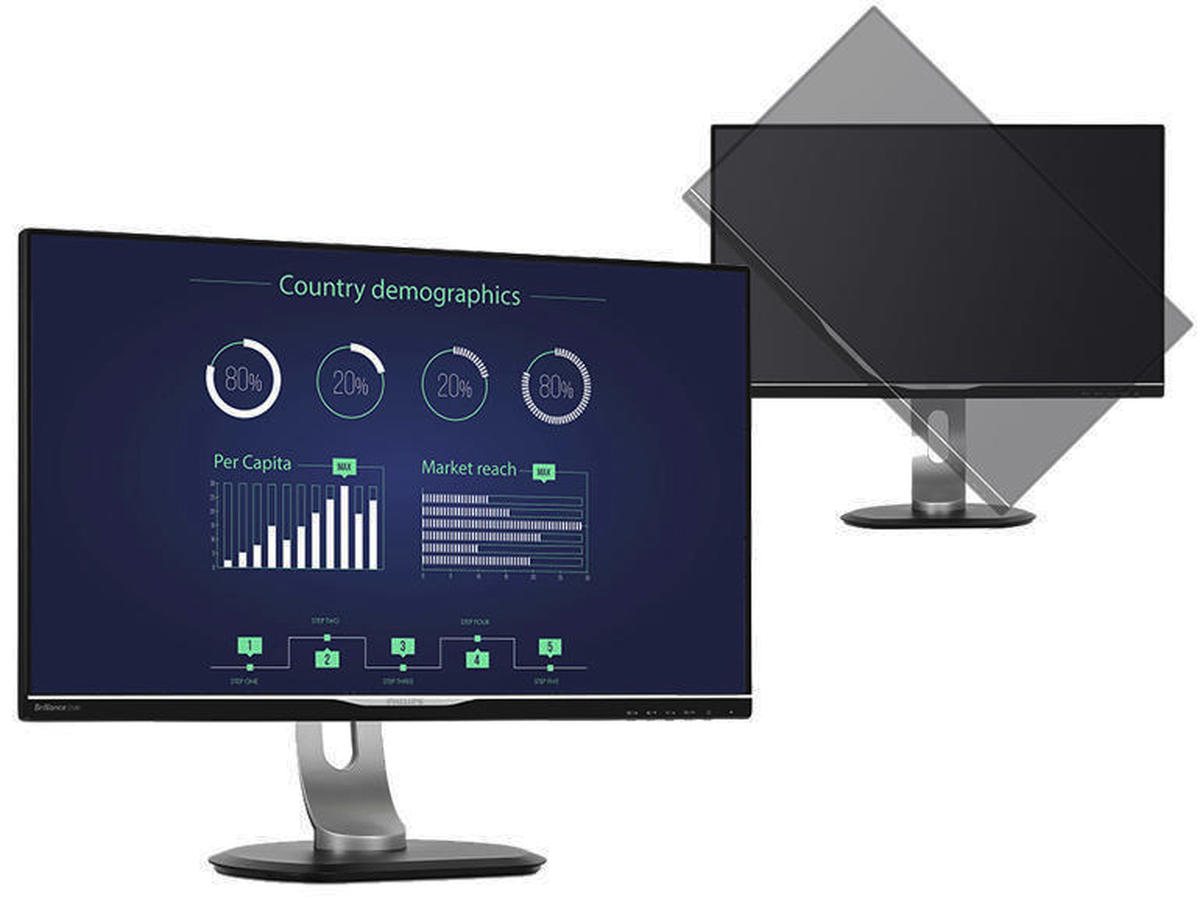 Country demographics
80%
20%
20%
80%
Per Capita
MAX
Market reach
MAX
STEP TWO
STEP FOUR
1
3
5
2
4
STEP ONE
STEP THREE
STEP FIVE
Brilliance
PHILIPS